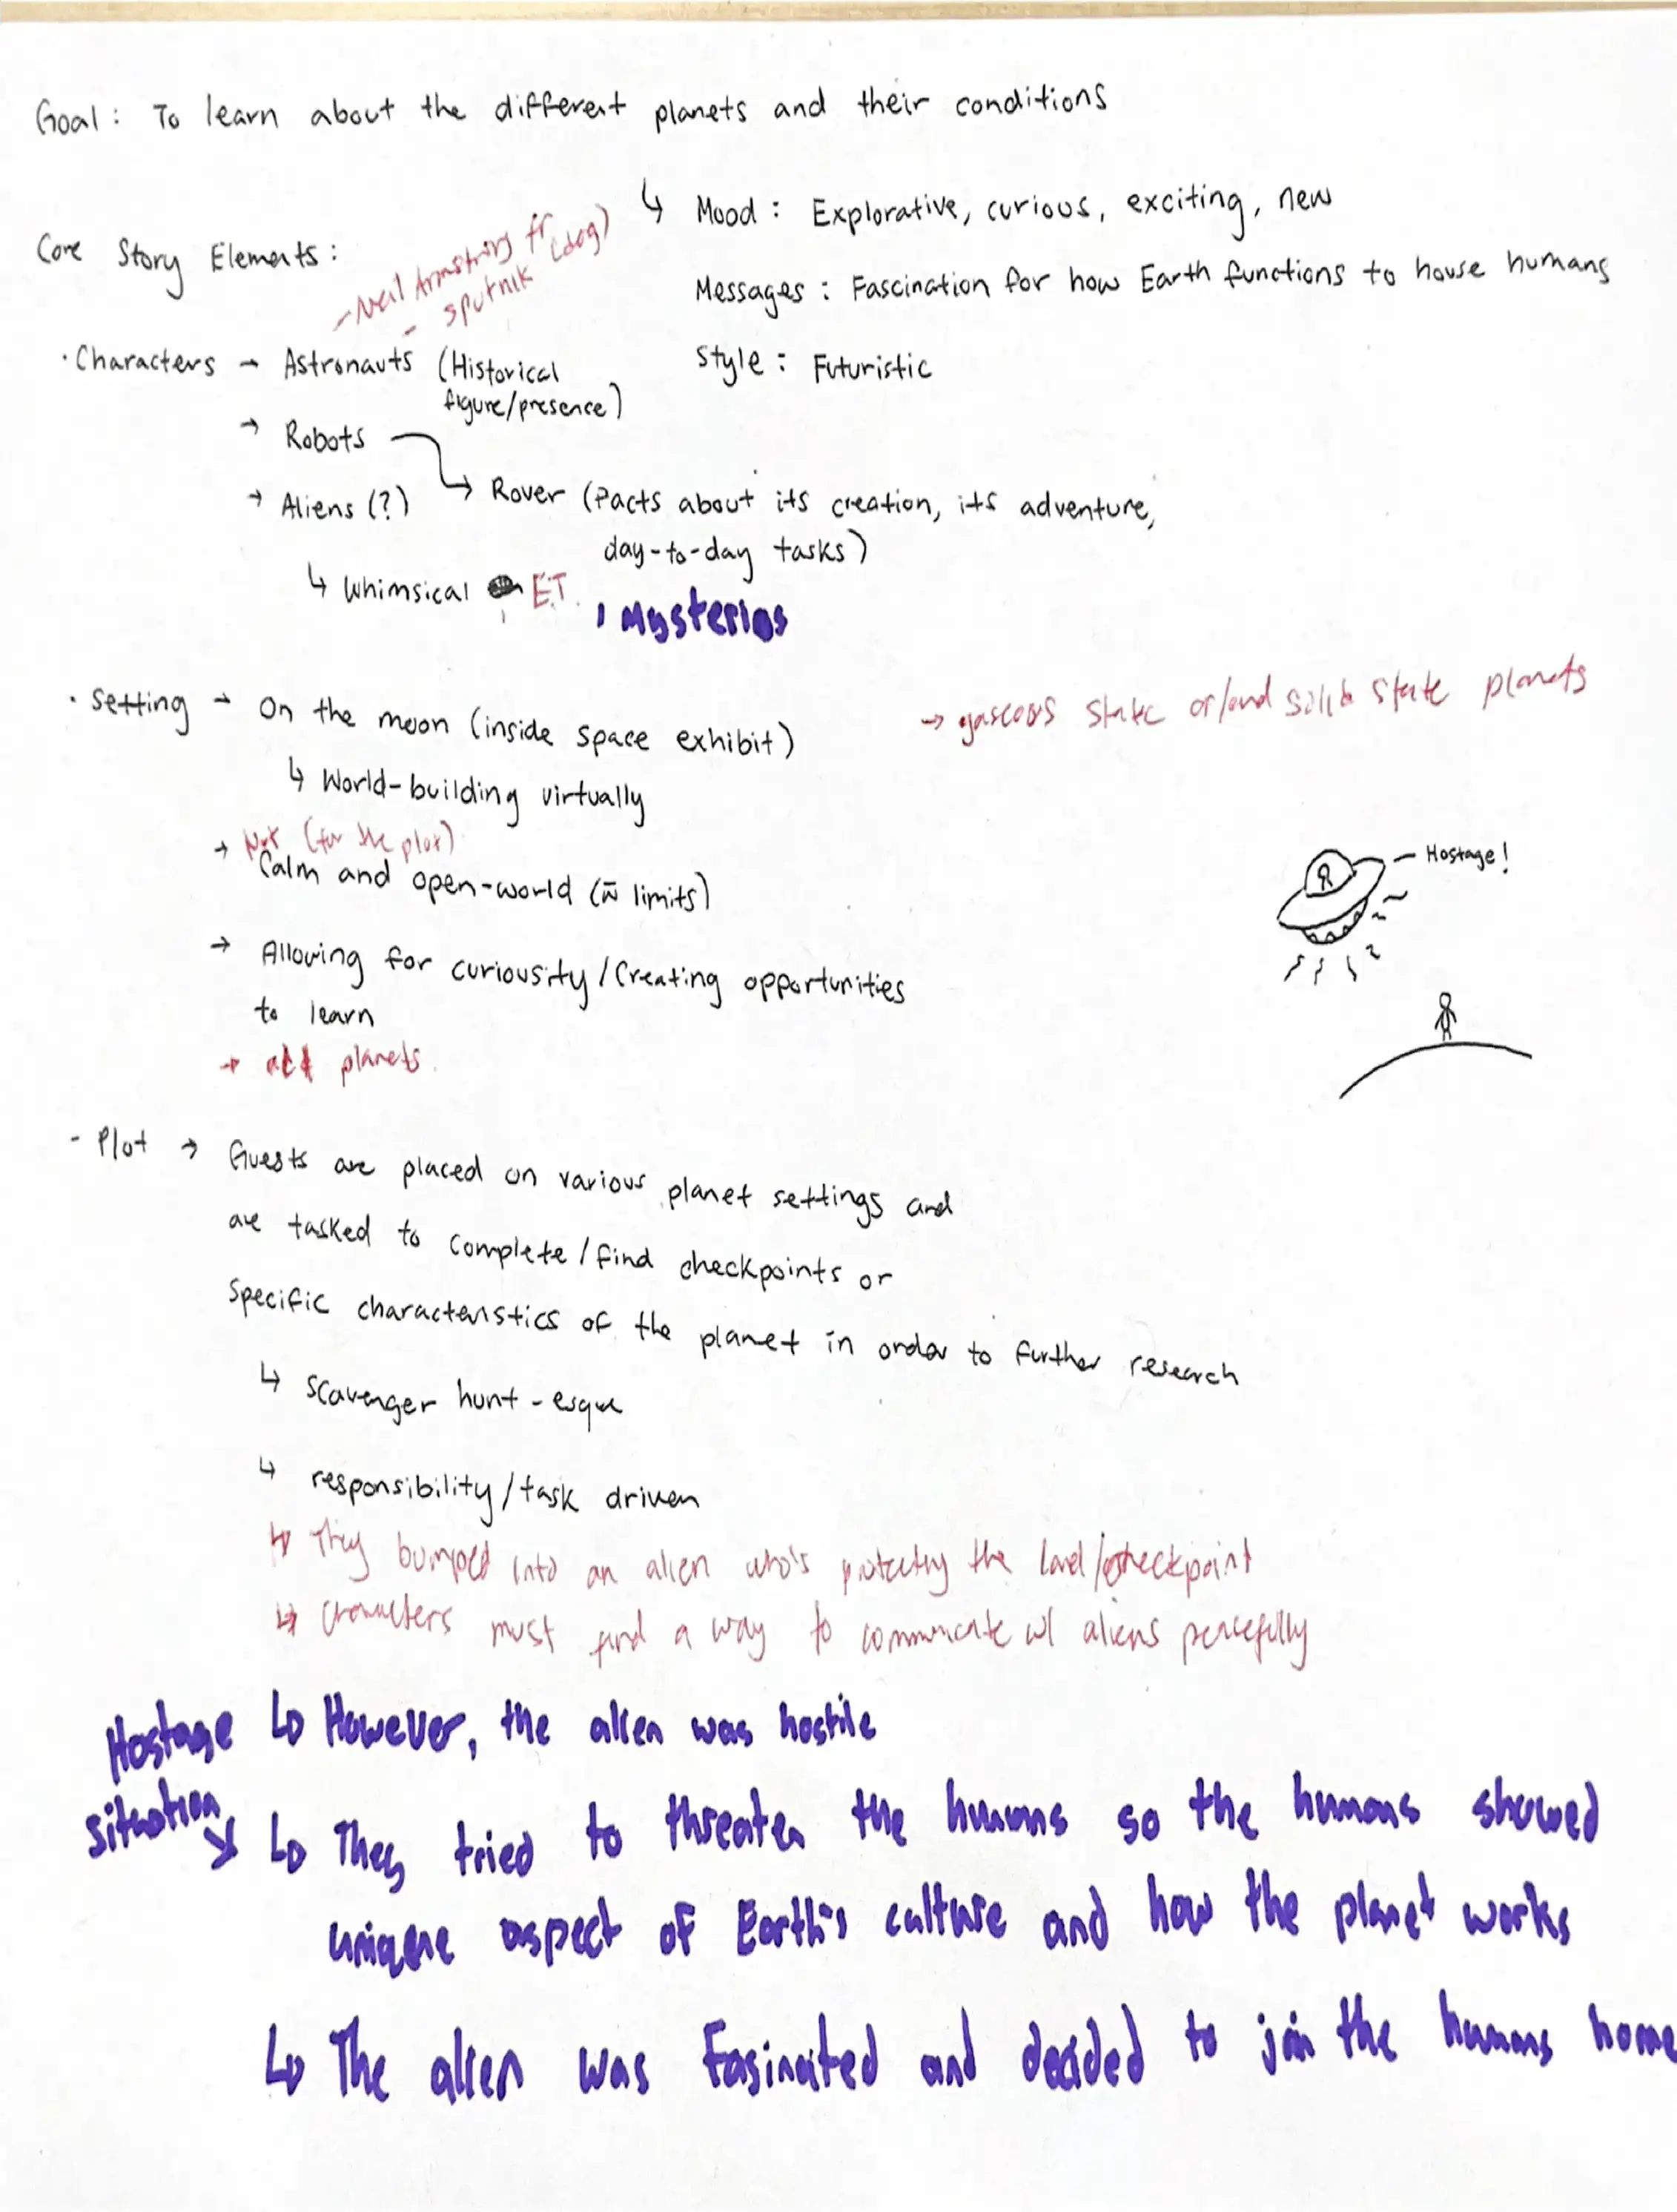 Goal: To learn about the different planets and their conditions
↳ Mood: Explorative, curious, exciting, new
Messages: Fascination for how Earth functions to house humans
Style: Futuristic
Core Story Elements:
- Neil Armstrong fr
- sputnik (dog)
· Characters → Astronauts (Historical
figure/presence)
→ Robots
↳ Rover (Facts about its creation, its adventure,
day-to-day tasks)
→ Aliens (?)
↳ Whimsical E.T.
, Mysterios
· Setting → On the moon (inside space exhibit)
→ gaseous state or/and solid state planets
↳ World-building virtually
→ Not (for the plot)
Calm and open-world (w̄ limits)
→ Allowing for curiousity/Creating opportunities
to learn
→ add planets.
Hostage!
- Plot → Guests are placed on various planet settings and
are tasked to complete/find checkpoints or
specific characteristics of the planet in order to further research
↳ scavenger hunt-esque
↳ responsibility/task driven
↳ They bumped into an alien who's protecting the land/checkpoint
↳ characters must find a way to communicate w/ aliens peacefully
Hostage
situation
↳ However, the alien was hostile
↳ They tried to threaten the humans so the humans showed
unique aspect of Earth's culture and how the planet works
↳ The alien was Fasinated and decided to join the humans home